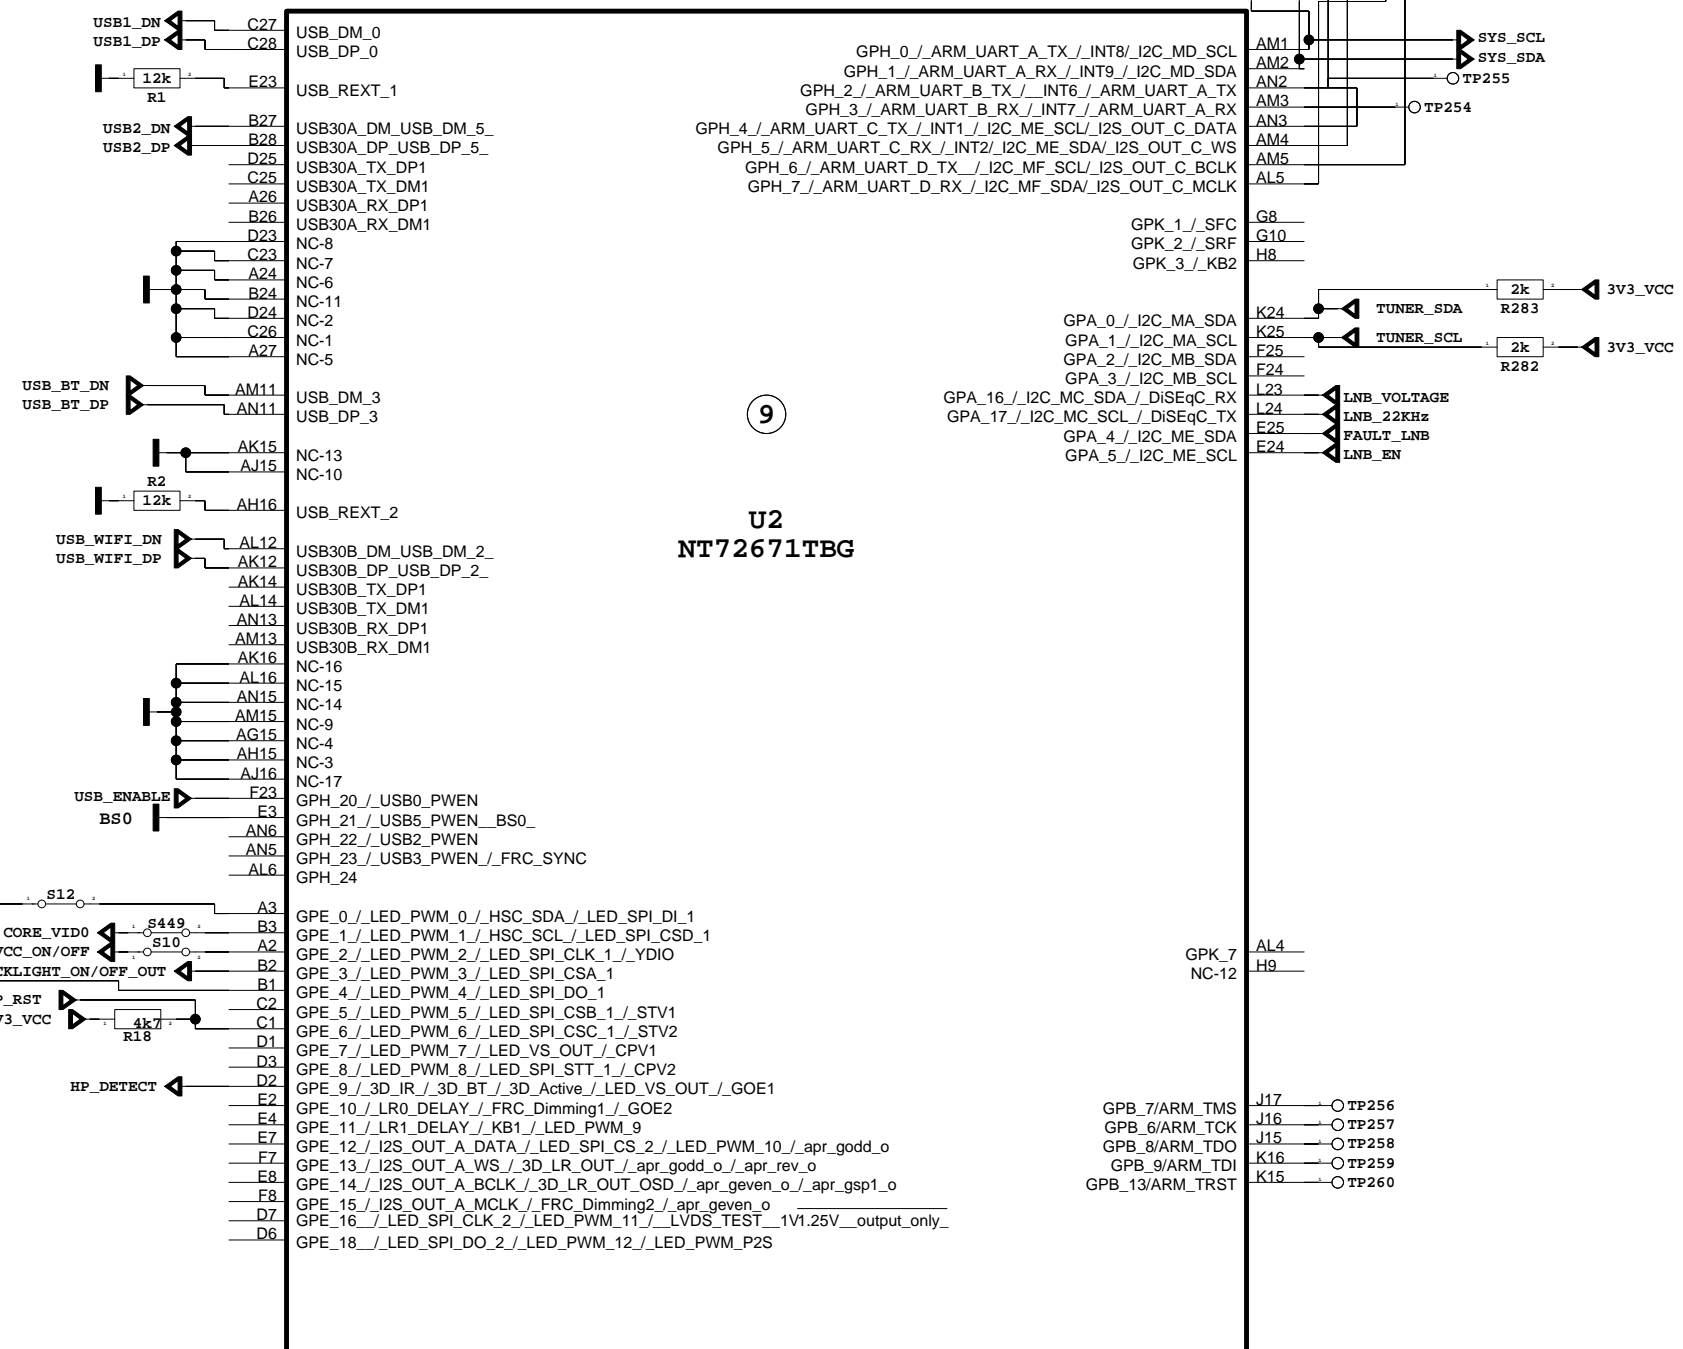 USB1_DN C27 USB_DM_0
USB1_DP C28 USB_DP_0
12k R1 E23 USB_REXT_1
USB2_DN B27 USB30A_DM_USB_DM_5_
USB2_DP B28 USB30A_DP_USB_DP_5_
D25 USB30A_TX_DP1
C25 USB30A_TX_DM1
A26 USB30A_RX_DP1
B26 USB30A_RX_DM1
D23 NC-8
C23 NC-7
A24 NC-6
B24 NC-11
D24 NC-2
C26 NC-1
A27 NC-5
USB_BT_DN AM11 USB_DM_3
USB_BT_DP AN11 USB_DP_3
AK15 NC-13
AJ15 NC-10
R2 12k AH16 USB_REXT_2
USB_WIFI_DN AL12 USB30B_DM_USB_DM_2_
USB_WIFI_DP AK12 USB30B_DP_USB_DP_2_
AK14 USB30B_TX_DP1
AL14 USB30B_TX_DM1
AN13 USB30B_RX_DP1
AM13 USB30B_RX_DM1
AK16 NC-16
AL16 NC-15
AN15 NC-14
AM15 NC-9
AG15 NC-4
AH15 NC-3
AJ16 NC-17
USB_ENABLE F23 GPH_20_/_USB0_PWEN
BS0 E3 GPH_21_/_USB5_PWEN__BS0_
AN6 GPH_22_/_USB2_PWEN
AN5 GPH_23_/_USB3_PWEN_/_FRC_SYNC
AL6 GPH_24
S12 A3 GPE_0_/_LED_PWM_0_/_HSC_SDA_/_LED_SPI_DI_1
CORE_VID0 S449 B3 GPE_1_/_LED_PWM_1_/_HSC_SCL_/_LED_SPI_CSD_1
VCC_ON/OFF S10 A2 GPE_2_/_LED_PWM_2_/_LED_SPI_CLK_1_/_YDIO
CKLIGHT_ON/OFF_OUT B2 GPE_3_/_LED_PWM_3_/_LED_SPI_CSA_1
B1 GPE_4_/_LED_PWM_4_/_LED_SPI_DO_1
P_RST C2 GPE_5_/_LED_PWM_5_/_LED_SPI_CSB_1_/_STV1
V3_VCC 4k7 R18 C1 GPE_6_/_LED_PWM_6_/_LED_SPI_CSC_1_/_STV2
D1 GPE_7_/_LED_PWM_7_/_LED_VS_OUT_/_CPV1
D3 GPE_8_/_LED_PWM_8_/_LED_SPI_STT_1_/_CPV2
HP_DETECT D2 GPE_9_/_3D_IR_/_3D_BT_/_3D_Active_/_LED_VS_OUT_/_GOE1
E2 GPE_10_/_LR0_DELAY_/_FRC_Dimming1_/_GOE2
E4 GPE_11_/_LR1_DELAY_/_KB1_/_LED_PWM_9
E7 GPE_12_/_I2S_OUT_A_DATA_/_LED_SPI_CS_2_/_LED_PWM_10_/_apr_godd_o
F7 GPE_13_/_I2S_OUT_A_WS_/_3D_LR_OUT_/_apr_godd_o_/_apr_rev_o
E8 GPE_14_/_I2S_OUT_A_BCLK_/_3D_LR_OUT_OSD_/_apr_geven_o_/_apr_gsp1_o
F8 GPE_15_/_I2S_OUT_A_MCLK_/_FRC_Dimming2_/_apr_geven_o
D7 GPE_16__/_LED_SPI_CLK_2_/_LED_PWM_11_/__LVDS_TEST__1V1.25V__output_only_
D6 GPE_18__/_LED_SPI_DO_2_/_LED_PWM_12_/_LED_PWM_P2S
9
U2
NT72671TBG
GPH_0_/_ARM_UART_A_TX_/_INT8/_I2C_MD_SCL AM1 SYS_SCL
GPH_1_/_ARM_UART_A_RX_/_INT9_/_I2C_MD_SDA AM2 SYS_SDA
GPH_2_/_ARM_UART_B_TX_/__INT6_/_ARM_UART_A_TX AN2 TP255
GPH_3_/_ARM_UART_B_RX_/_INT7_/_ARM_UART_A_RX AM3 TP254
GPH_4_/_ARM_UART_C_TX_/_INT1_/_I2C_ME_SCL/_I2S_OUT_C_DATA AN3
GPH_5_/_ARM_UART_C_RX_/_INT2/_I2C_ME_SDA/_I2S_OUT_C_WS AM4
GPH_6_/_ARM_UART_D_TX__/_I2C_MF_SCL/_I2S_OUT_C_BCLK AM5
GPH_7_/_ARM_UART_D_RX_/_I2C_MF_SDA/_I2S_OUT_C_MCLK AL5
GPK_1_/_SFC G8
GPK_2_/_SRF G10
GPK_3_/_KB2 H8
2k R283 3V3_VCC
GPA_0_/_I2C_MA_SDA K24 TUNER_SDA
GPA_1_/_I2C_MA_SCL K25 TUNER_SCL
2k R282 3V3_VCC
GPA_2_/_I2C_MB_SDA F25
GPA_3_/_I2C_MB_SCL F24
GPA_16_/_I2C_MC_SDA_/_DiSEqC_RX L23 LNB_VOLTAGE
GPA_17_/_I2C_MC_SCL_/_DiSEqC_TX L24 LNB_22KHz
GPA_4_/_I2C_ME_SDA E25 FAULT_LNB
GPA_5_/_I2C_ME_SCL E24 LNB_EN
GPK_7 AL4
NC-12 H9
GPB_7/ARM_TMS J17 TP256
GPB_6/ARM_TCK J16 TP257
GPB_8/ARM_TDO J15 TP258
GPB_9/ARM_TDI K16 TP259
GPB_13/ARM_TRST K15 TP260